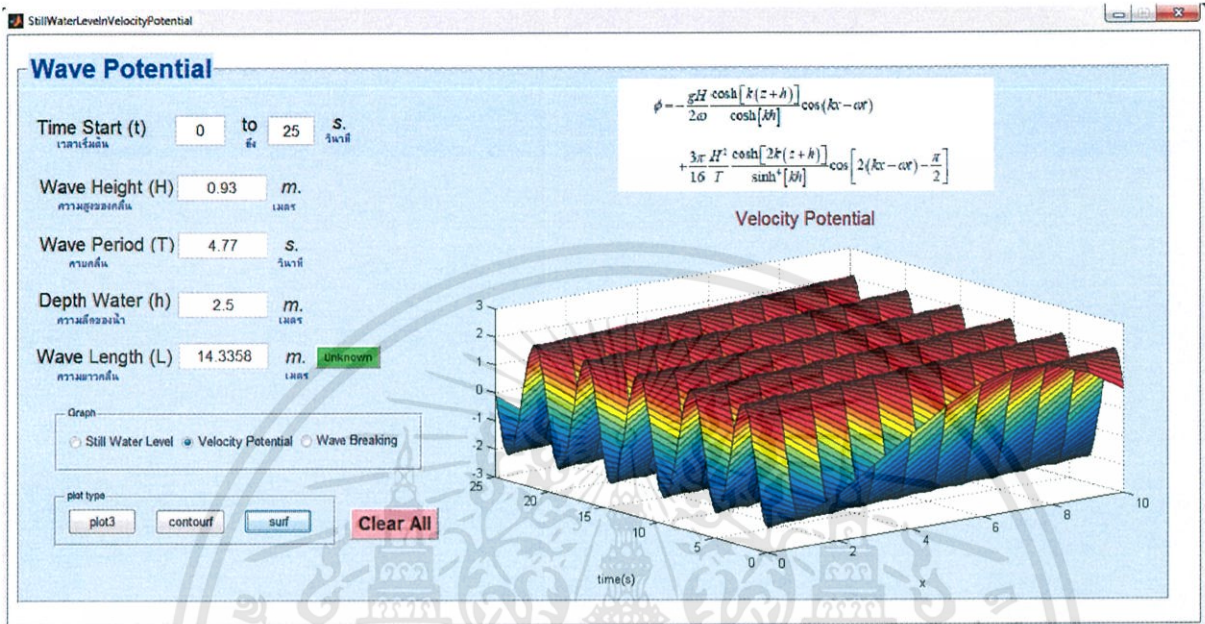 StillWaterLevelnVelocityPotential
Wave Potential
Time Start (t) 0 to 25 s.
เวลาเริ่มต้น ถึง วินาที
Wave Height (H) 0.93 m.
ความสูงของคลื่น เมตร
Wave Period (T) 4.77 s.
คาบคลื่น วินาที
Depth Water (h) 2.5 m.
ความลึกของน้ำ เมตร
Wave Length (L) 14.3358 m. Unknown
ความยาวคลื่น เมตร
Graph
Still Water Level Velocity Potential Wave Breaking
plot type
plot3 contourf surf Clear All
ϕ = − gH/2ω cosh[k(z+h)]/cosh[kh] cos(kx − ωt)
+ 3π/16 H²/T cosh[2k(z+h)]/sinh⁴[kh] cos[2(kx − ωt) − π/2]
Velocity Potential
3
2
1
0
-1
-2
-3
25 20 15 10 5 0
time(s)
0 2 4 6 8 10
x